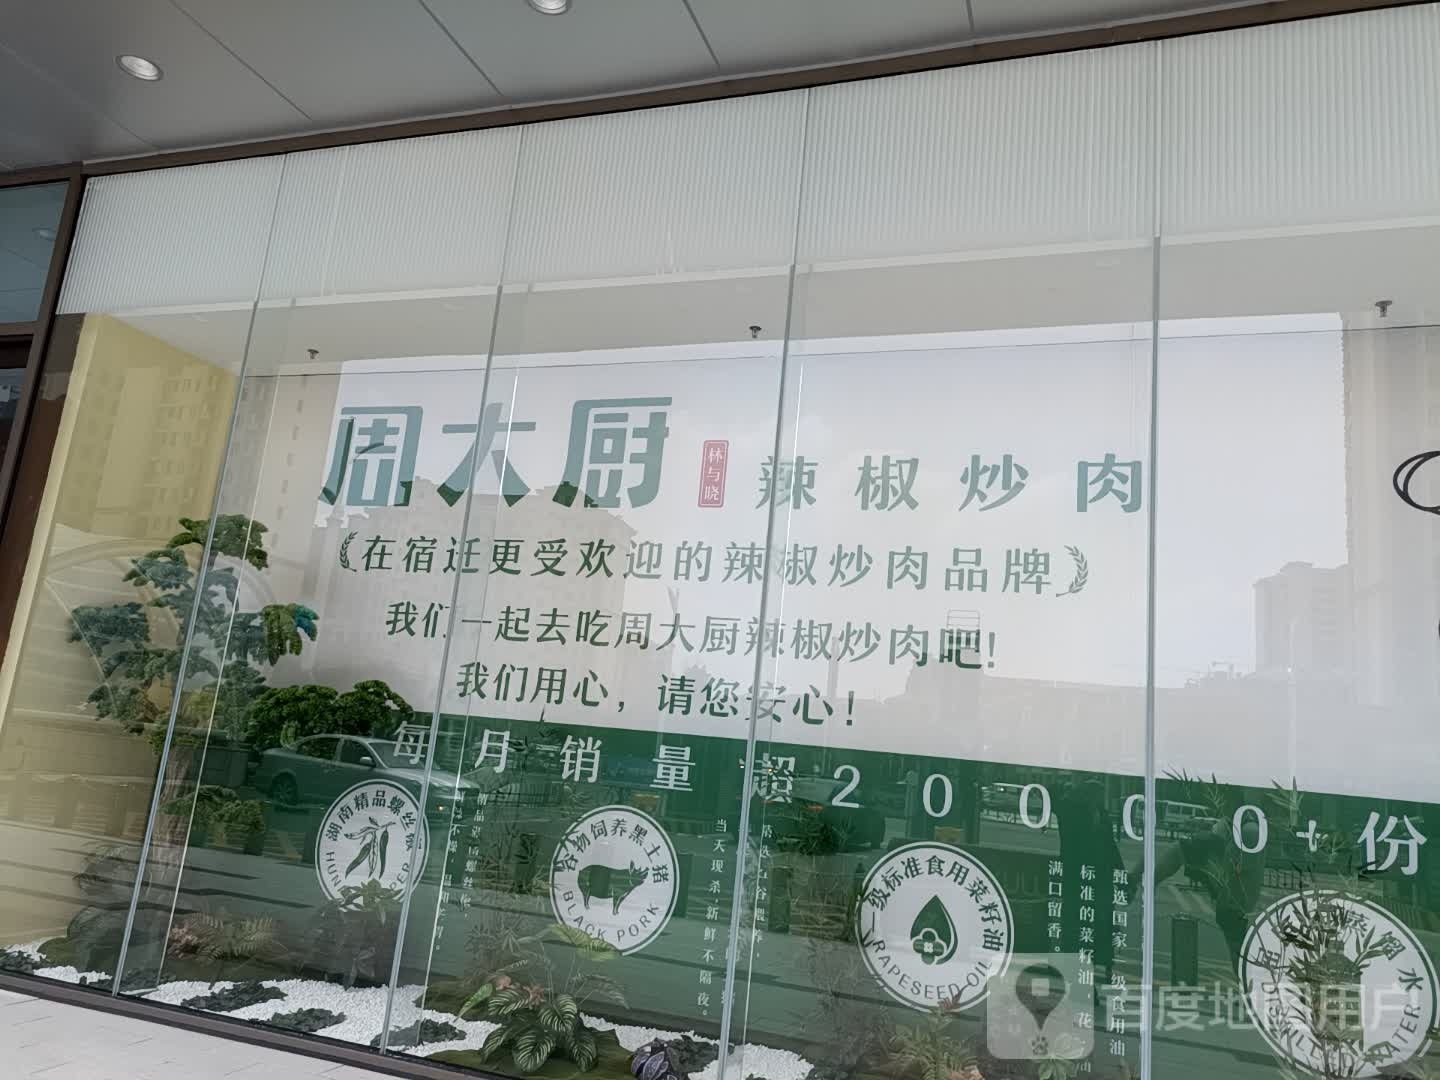 周大厨 林与晓 辣椒炒肉
在宿迁更受欢迎的辣椒炒肉品牌
我们一起去吃周大厨辣椒炒肉吧!
我们用心，请您安心!
每月销量超20000+份
湖南精品螺丝椒
谷物饲养黑土猪
BLACK PORK
当天现杀,新鲜不隔夜。
一级标准食用菜籽油
RAPESEED OIL
甄选国家一级食用油
标准的菜籽油,花
满口留香。
蒸馏水
WATER
百度地图用户